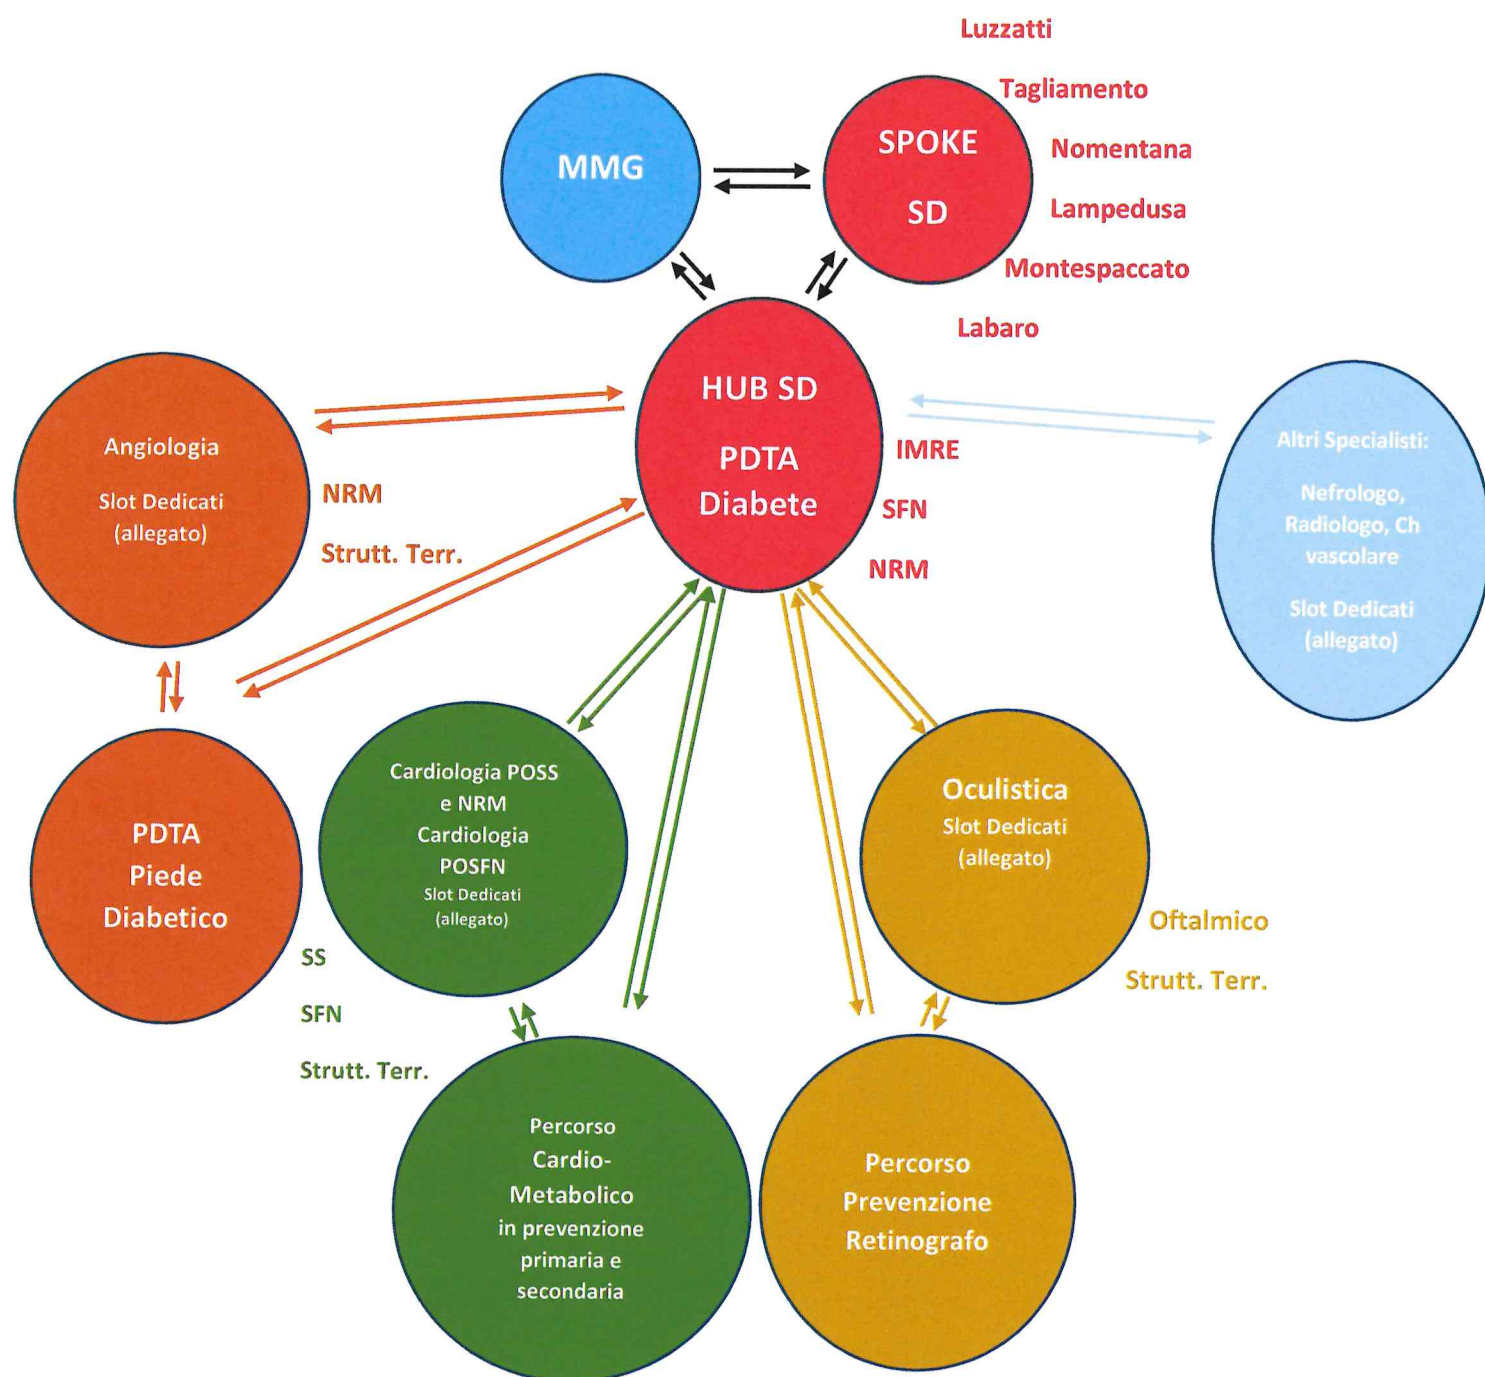 Luzzatti
Tagliamento
MMG
SPOKE
SD
Nomentana
Lampedusa
Montespaccato
Labaro
HUB SD
PDTA
Diabete
IMRE
SFN
NRM
Angiologia
Slot Dedicati
(allegato)
NRM
Strutt. Terr.
Altri Specialisti:
Nefrologo,
Radiologo, Ch
vascolare
Slot Dedicati
(allegato)
PDTA
Piede
Diabetico
Cardiologia POSS
e NRM
Cardiologia
POSFN
Slot Dedicati
(allegato)
SS
SFN
Strutt. Terr.
Oculistica
Slot Dedicati
(allegato)
Oftalmico
Strutt. Terr.
Percorso
Cardio-
Metabolico
in prevenzione
primaria e
secondaria
Percorso
Prevenzione
Retinografo